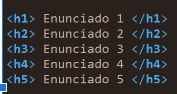 <h1> Enunciado 1 </h1>
<h2> Enunciado 2 </h2>
<h3> Enunciado 3 </h3>
<h4> Enunciado 4 </h4>
<h5> Enunciado 5 </h5>